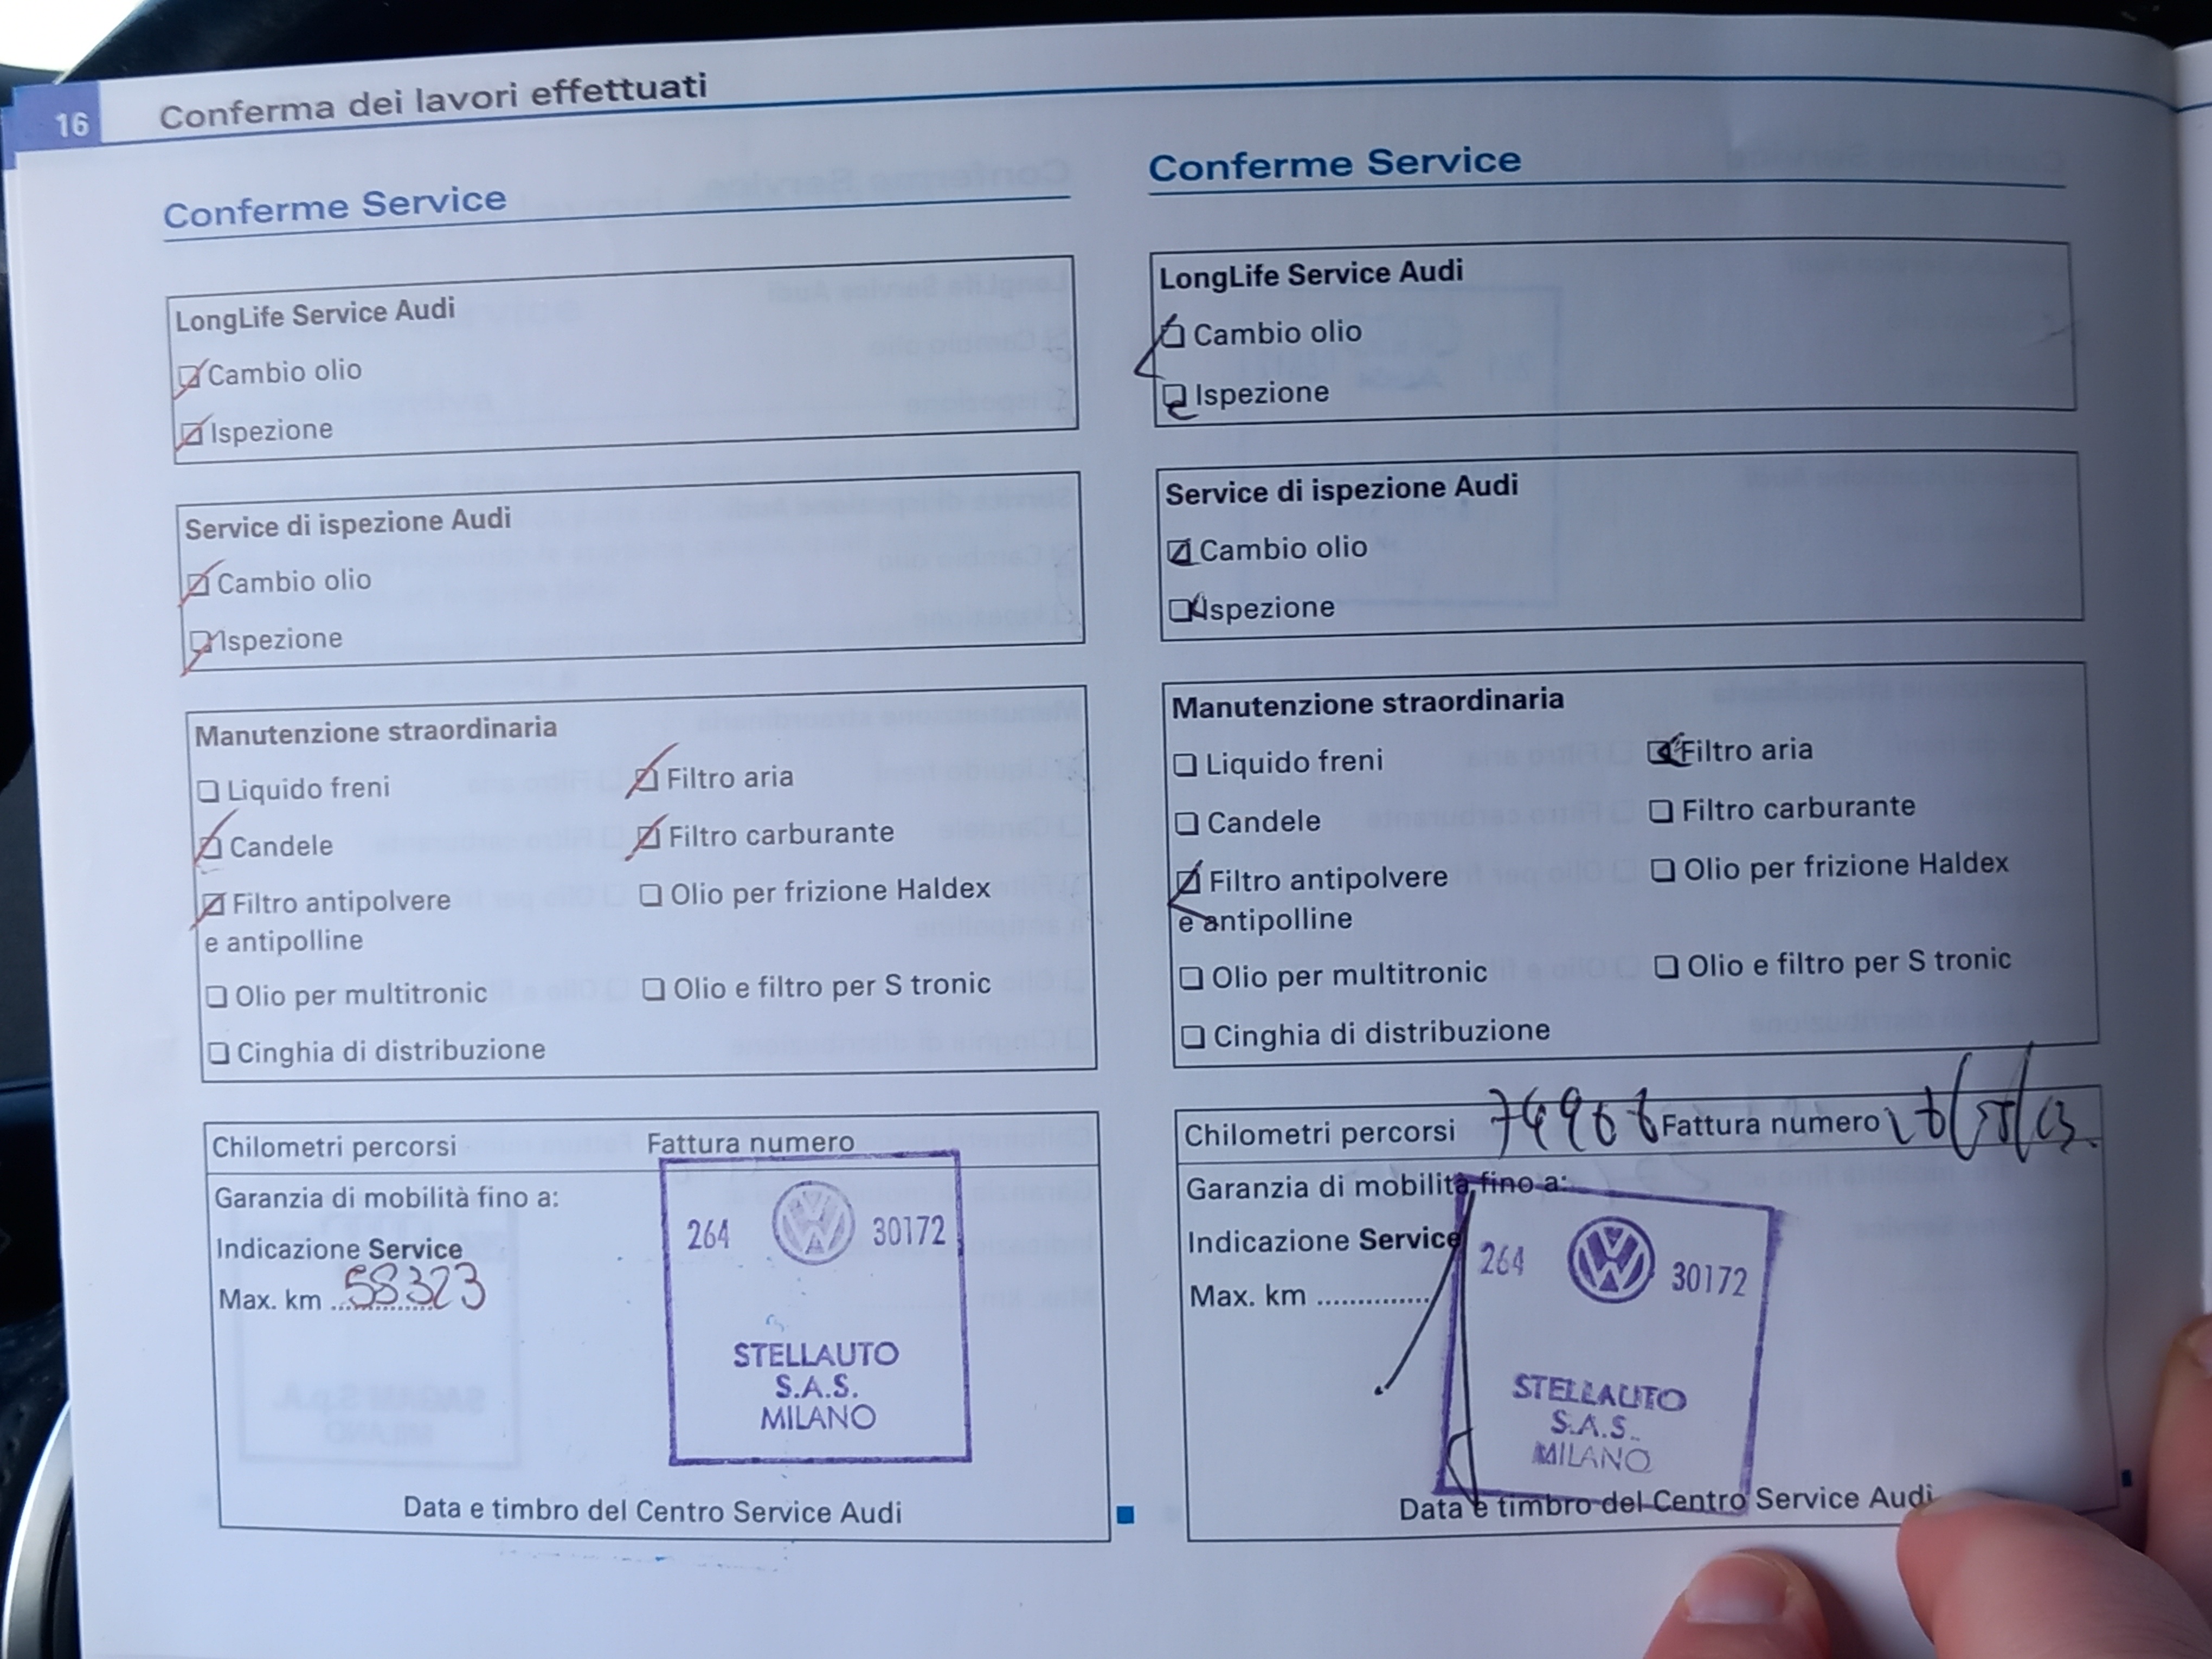 16 Conferma dei lavori effettuati
Conferme Service
LongLife Service Audi
Cambio olio
Ispezione
Service di ispezione Audi
Cambio olio
Ispezione
Manutenzione straordinaria
Liquido freni
Filtro aria
Candele
Filtro carburante
Filtro antipolvere
e antipolline
Olio per frizione Haldex
Olio per multitronic
Olio e filtro per S tronic
Cinghia di distribuzione
Chilometri percorsi
Fattura numero
Garanzia di mobilità fino a:
Indicazione Service
Max. km 58323
264 30172
STELLAUTO
S.A.S.
MILANO
Data e timbro del Centro Service Audi
Conferme Service
LongLife Service Audi
Cambio olio
Ispezione
Service di ispezione Audi
Cambio olio
Ispezione
Manutenzione straordinaria
Liquido freni
Filtro aria
Candele
Filtro carburante
Filtro antipolvere
e antipolline
Olio per frizione Haldex
Olio per multitronic
Olio e filtro per S tronic
Cinghia di distribuzione
Chilometri percorsi
Fattura numero
Garanzia di mobilità fino a:
Indicazione Service
Max. km ...............
264 30172
STELLAUTO
S.A.S.
MILANO
Data e timbro del Centro Service Audi